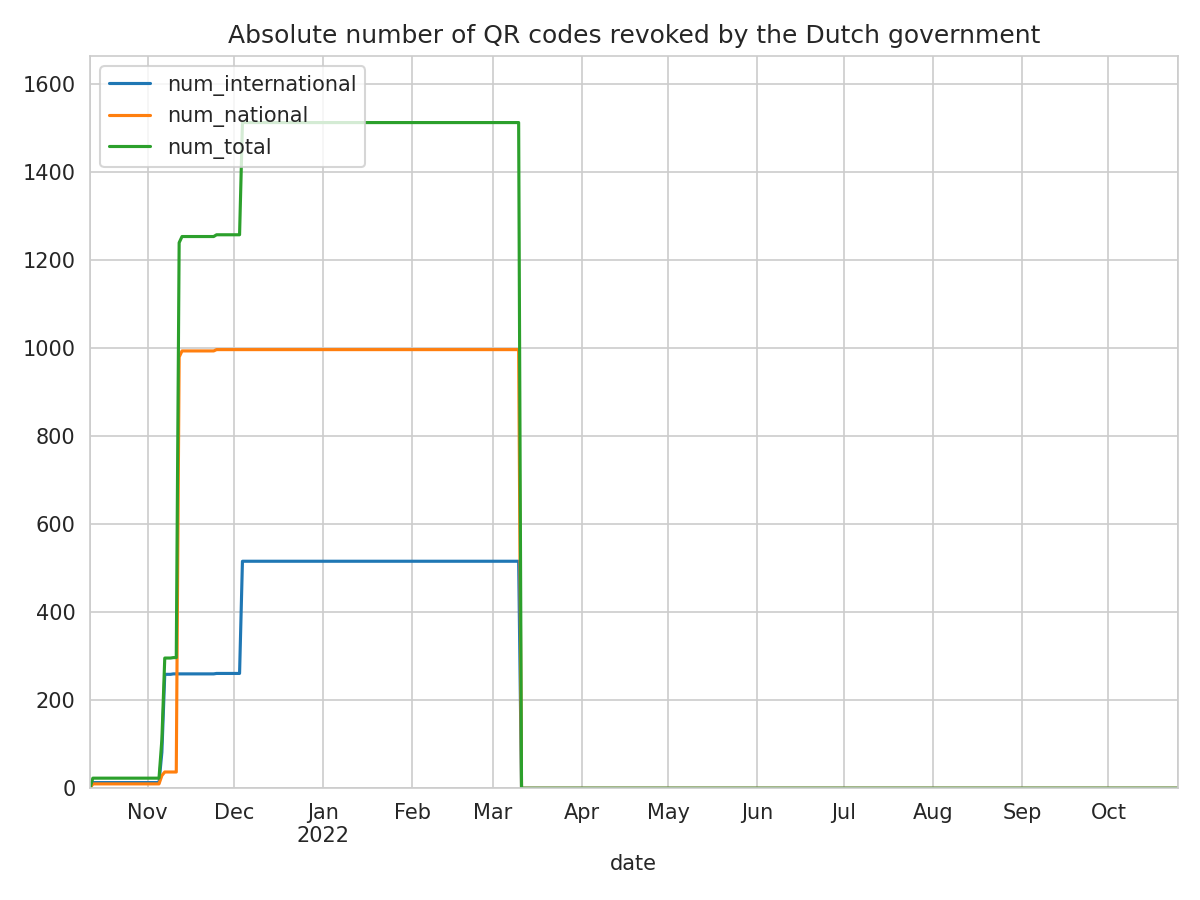 Absolute number of QR codes revoked by the Dutch government
num_international
num_national
num_total
1600
1400
1200
1000
800
600
400
200
0
Nov Dec Jan Feb Mar Apr May Jun Jul Aug Sep Oct
2022
date